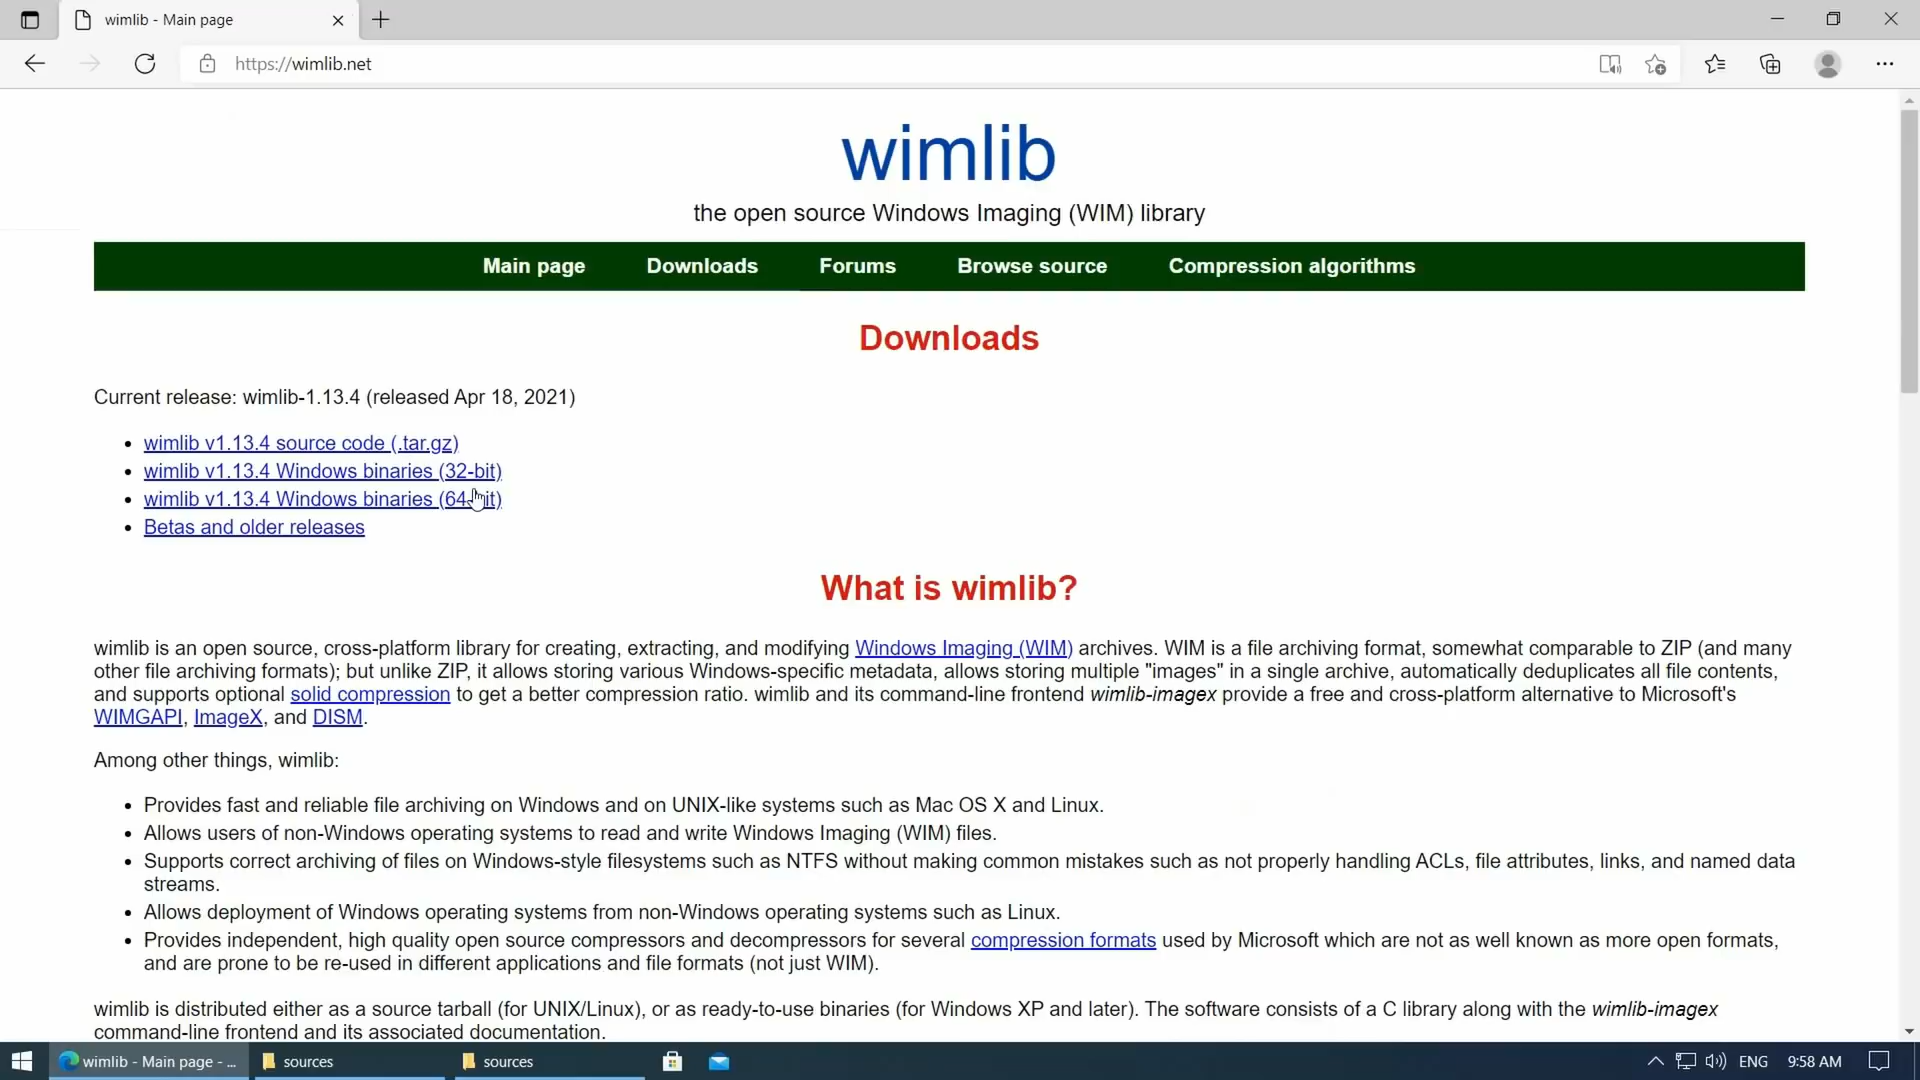 wimlib - Main page
https://wimlib.net
wimlib
the open source Windows Imaging (WIM) library
Main page Downloads Forums Browse source Compression algorithms
Downloads
Current release: wimlib-1.13.4 (released Apr 18, 2021)
wimlib v1.13.4 source code (.tar.gz)
wimlib v1.13.4 Windows binaries (32-bit)
wimlib v1.13.4 Windows binaries (64-bit)
Betas and older releases
What is wimlib?
wimlib is an open source, cross-platform library for creating, extracting, and modifying Windows Imaging (WIM) archives. WIM is a file archiving format, somewhat comparable to ZIP (and many
other file archiving formats); but unlike ZIP, it allows storing various Windows-specific metadata, allows storing multiple "images" in a single archive, automatically deduplicates all file contents,
and supports optional solid compression to get a better compression ratio. wimlib and its command-line frontend wimlib-imagex provide a free and cross-platform alternative to Microsoft's
WIMGAPI, ImageX, and DISM.
Among other things, wimlib:
Provides fast and reliable file archiving on Windows and on UNIX-like systems such as Mac OS X and Linux.
Allows users of non-Windows operating systems to read and write Windows Imaging (WIM) files.
Supports correct archiving of files on Windows-style filesystems such as NTFS without making common mistakes such as not properly handling ACLs, file attributes, links, and named data
streams.
Allows deployment of Windows operating systems from non-Windows operating systems such as Linux.
Provides independent, high quality open source compressors and decompressors for several compression formats used by Microsoft which are not as well known as more open formats,
and are prone to be re-used in different applications and file formats (not just WIM).
wimlib is distributed either as a source tarball (for UNIX/Linux), or as ready-to-use binaries (for Windows XP and later). The software consists of a C library along with the wimlib-imagex
command-line frontend and its associated documentation.
wimlib - Main page - ... sources sources ENG 9:58 AM